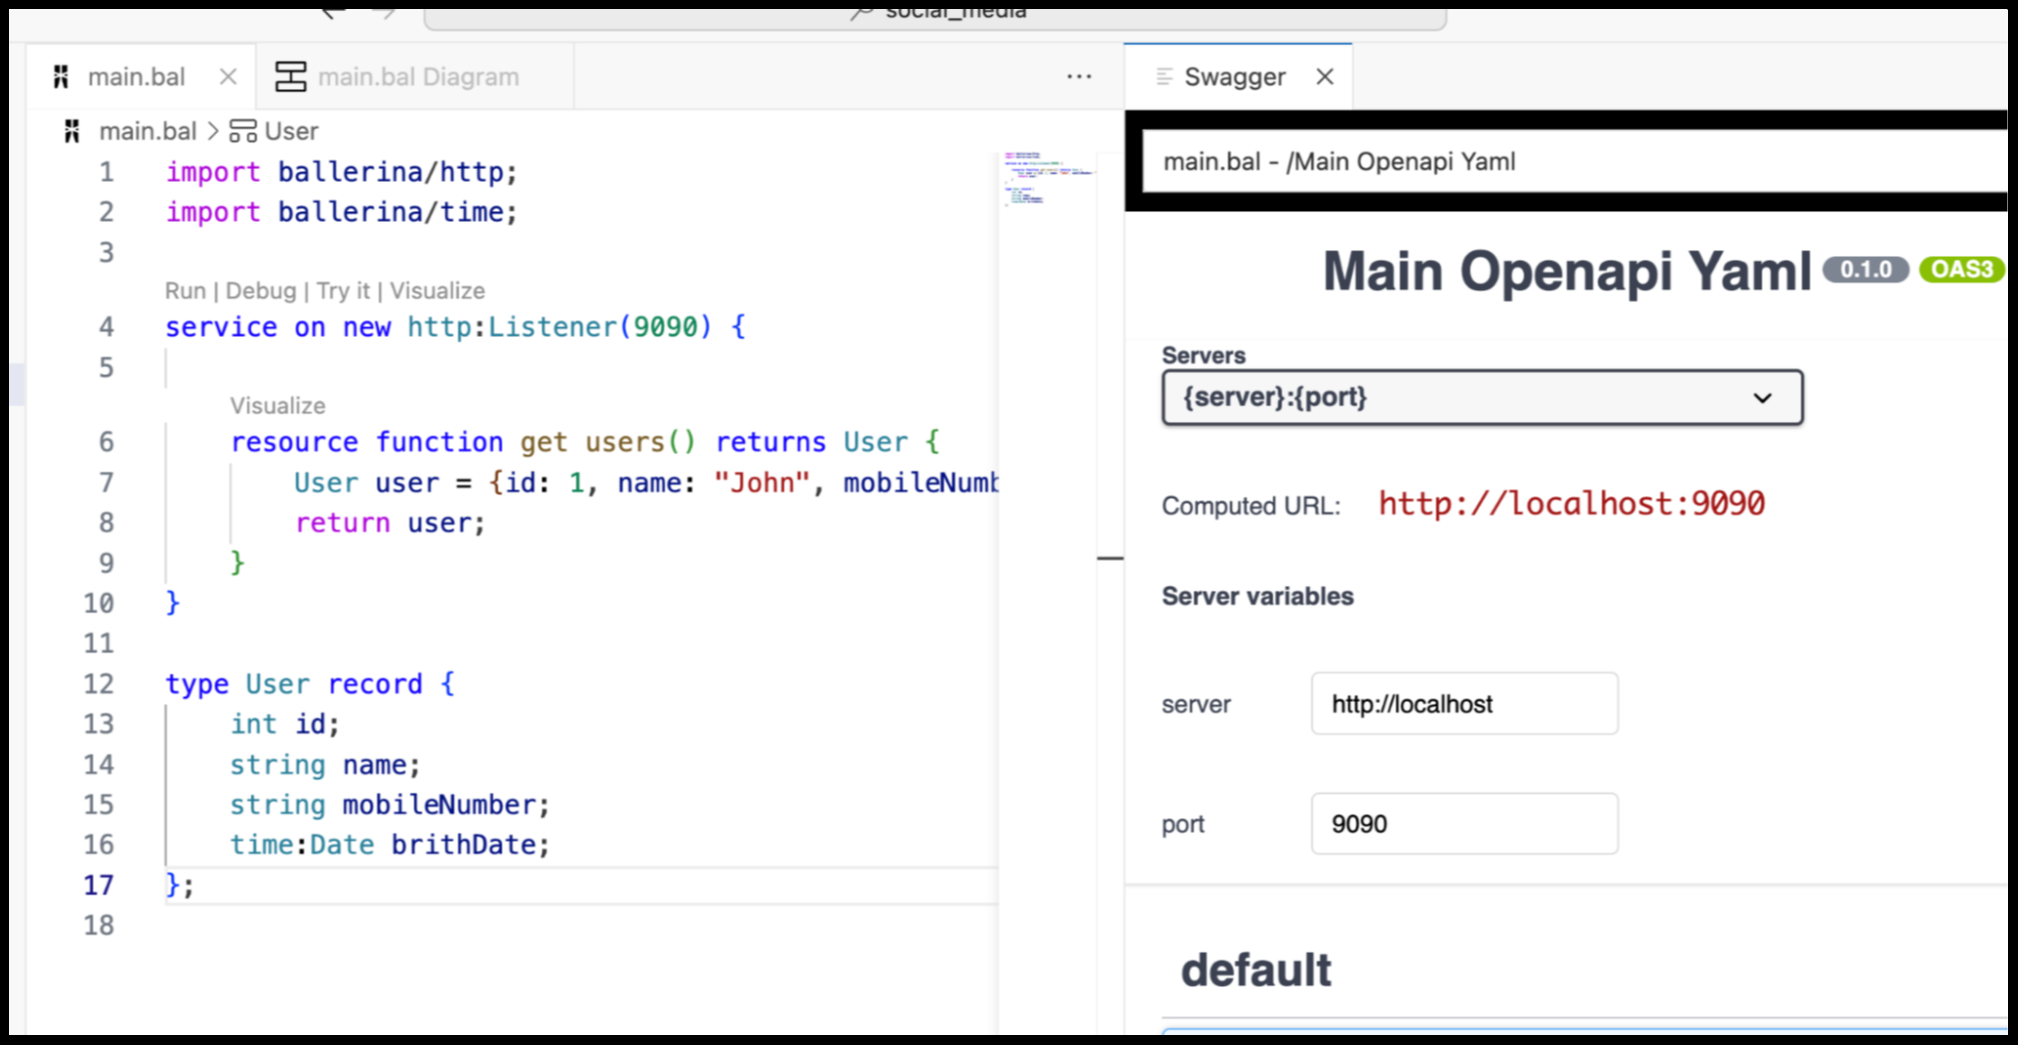 social_media
main.bal
main.bal Diagram
...
main.bal > User
1 import ballerina/http;
2 import ballerina/time;
3
Run | Debug | Try it | Visualize
4 service on new http:Listener(9090) {
5
Visualize
6 resource function get users() returns User {
7 User user = {id: 1, name: "John", mobileNumb
8 return user;
9 }
10 }
11
12 type User record {
13 int id;
14 string name;
15 string mobileNumber;
16 time:Date brithDate;
17 };
18
Swagger
main.bal - /Main Openapi Yaml
Main Openapi Yaml 0.1.0 OAS3
Servers
{server}:{port}
Computed URL: http://localhost:9090
Server variables
server http://localhost
port 9090
default